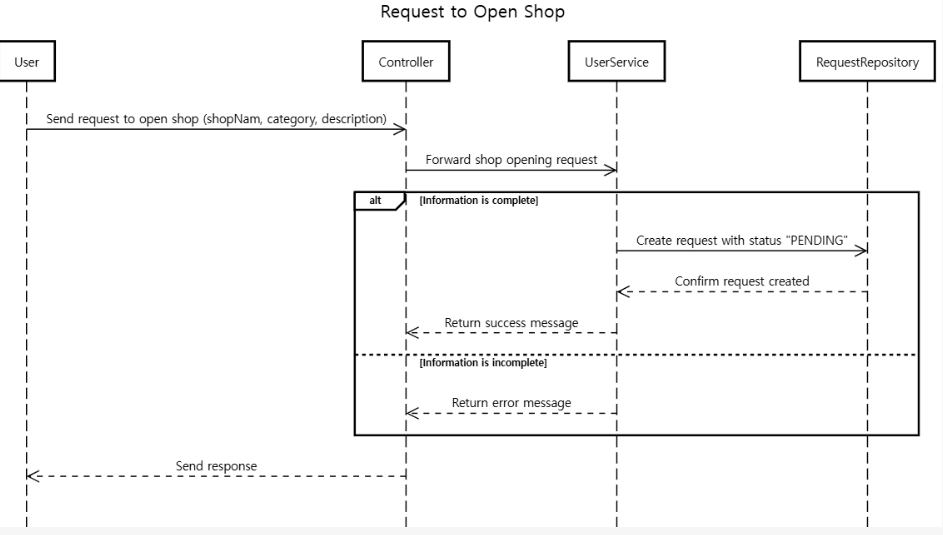 Request to Open Shop
User
Controller
UserService
RequestRepository
Send request to open shop (shopNam, category, description)
Forward shop opening request
alt
[Information is complete]
Create request with status "PENDING"
Confirm request created
Return success message
[Information is incomplete]
Return error message
Send response